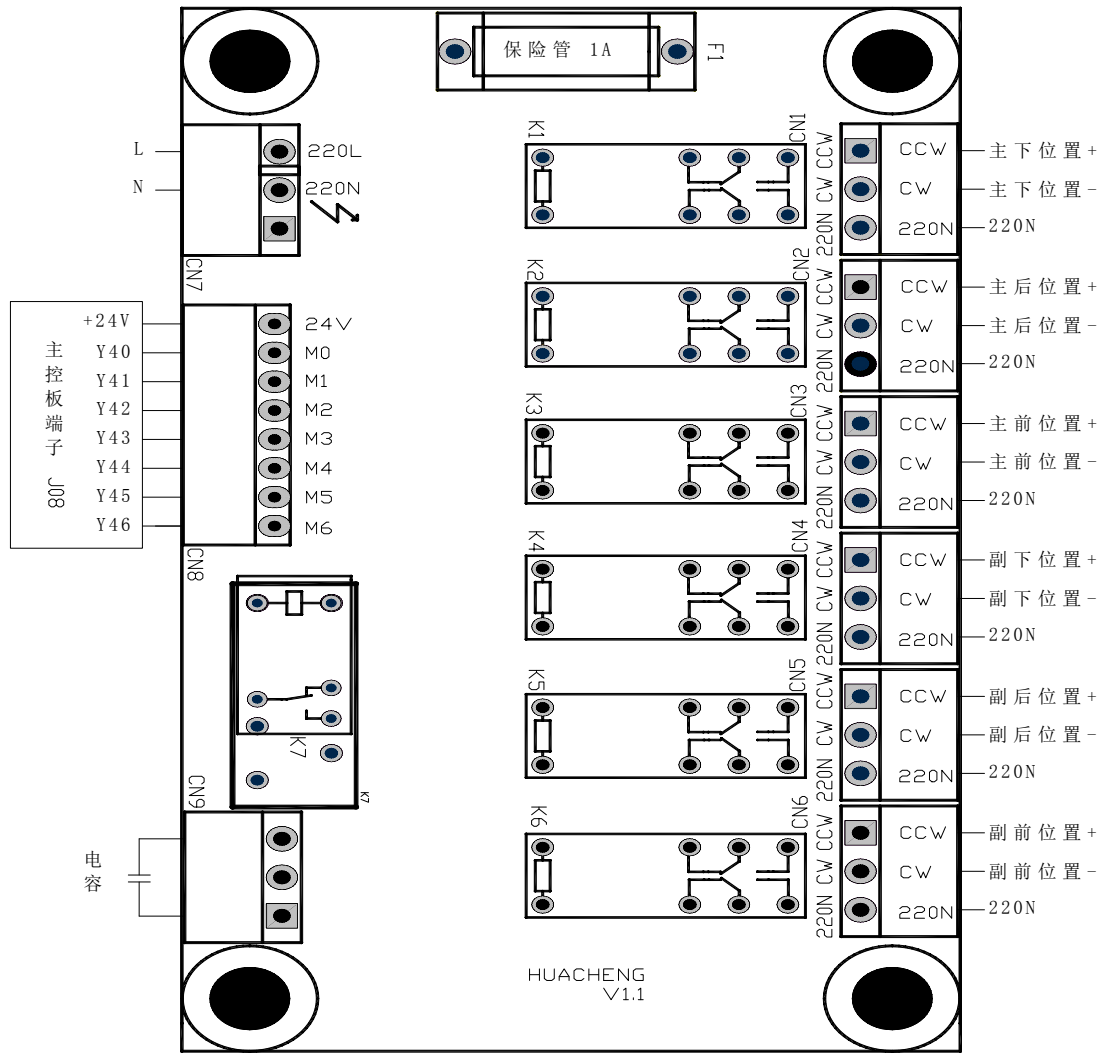 保险管 1A
F1
L
220L
N
220N
CN7
主控板端子 J08
+24V
24V
Y40
M0
Y41
M1
Y42
M2
Y43
M3
Y44
M4
Y45
M5
Y46
M6
CN8
K7
K7
CN9
电容
K1
CN1
CCW
CW
220N
CCW
主下位置+
CW
主下位置-
220N
220N
K2
CN2
CCW
CW
220N
CCW
主后位置+
CW
主后位置-
220N
220N
K3
CN3
CCW
CW
220N
CCW
主前位置+
CW
主前位置-
220N
220N
K4
CN4
CCW
CW
220N
CCW
副下位置+
CW
副下位置-
220N
220N
K5
CN5
CCW
CW
220N
CCW
副后位置+
CW
副后位置-
220N
220N
K6
CN6
CCW
CW
220N
CCW
副前位置+
CW
副前位置-
220N
220N
HUACHENG
V1.1